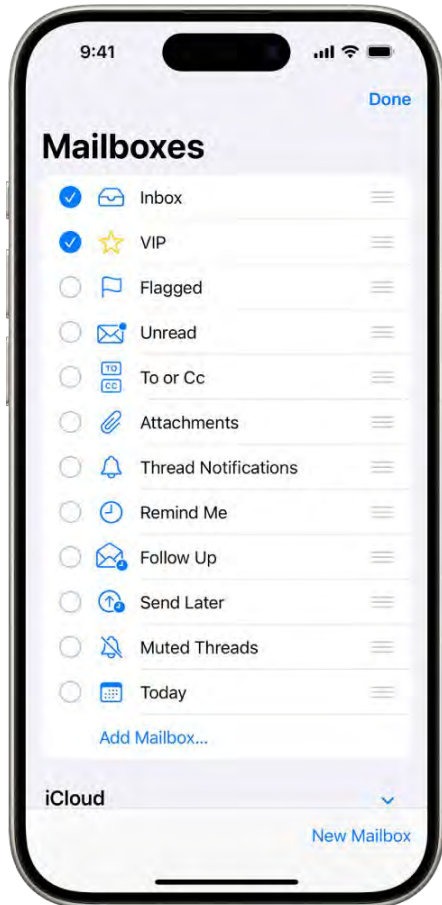 9:41
Done
Mailboxes
Inbox
VIP
Flagged
Unread
TO
CC
To or Cc
Attachments
Thread Notifications
Remind Me
Follow Up
Send Later
Muted Threads
Today
Add Mailbox...
iCloud
New Mailbox